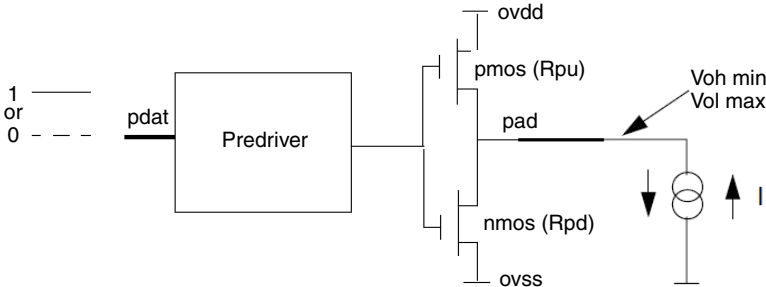 ovdd
pmos (Rpu)
1
or
0
pdat
Predriver
pad
Voh min
Vol max
I
nmos (Rpd)
ovss